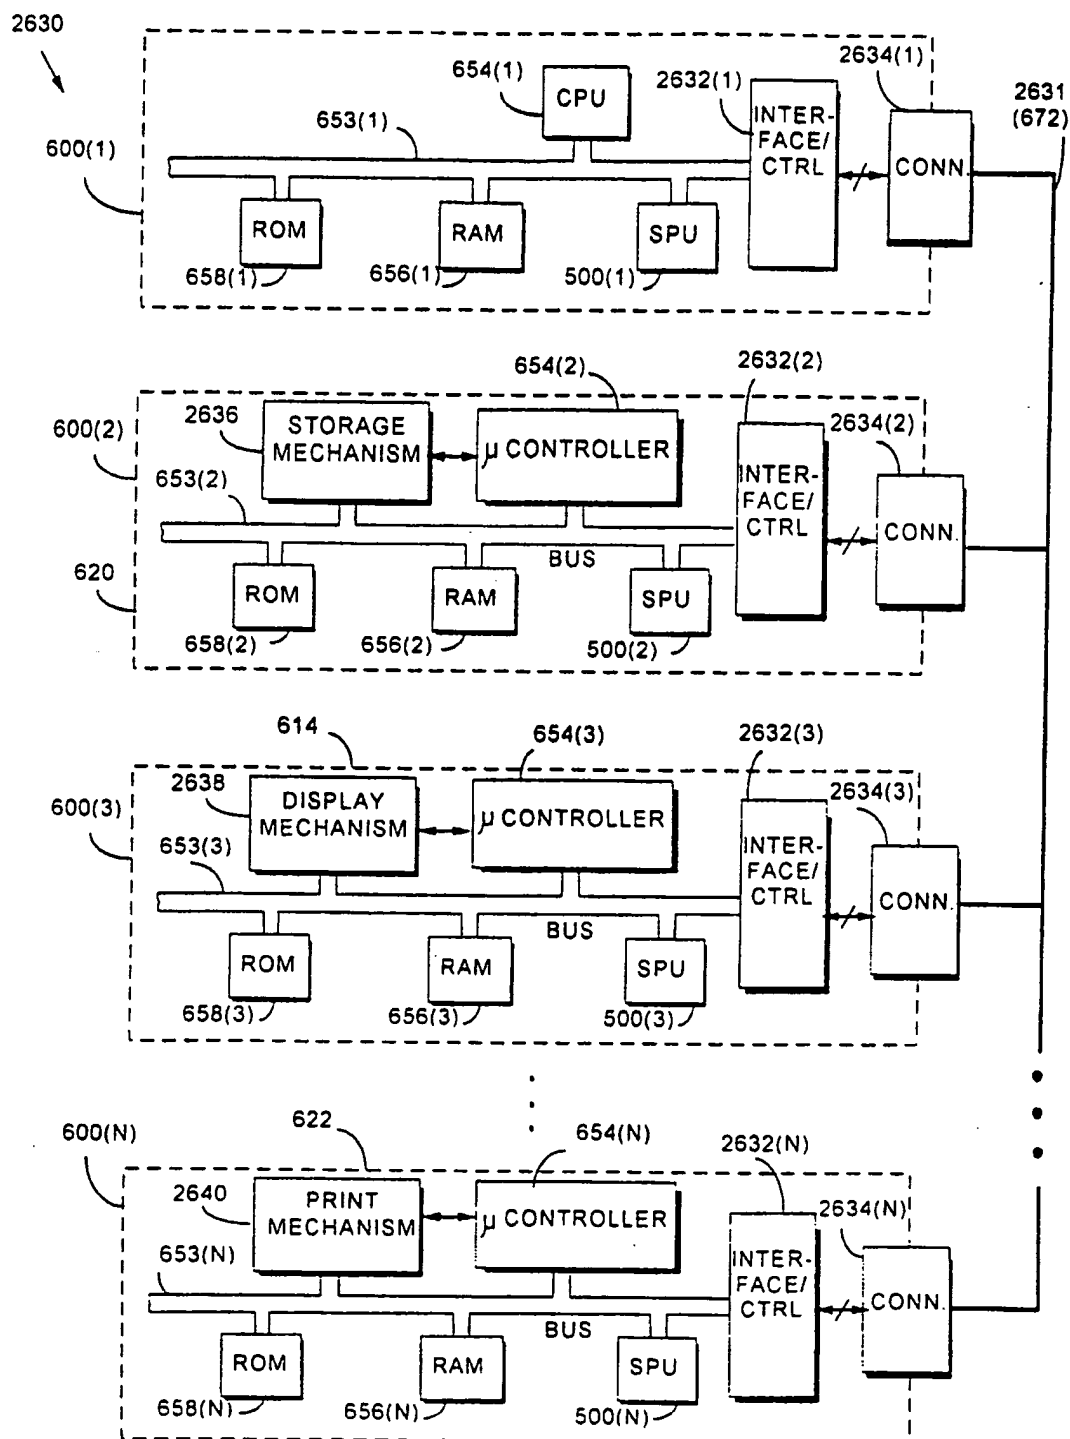 2630
2634(1)
654(1)
2632(1)
2631
(672)
CPU
INTER-
FACE/
CTRL
653(1)
600(1)
CONN.
ROM
RAM
SPU
658(1)
656(1)
500(1)
654(2)
2632(2)
2634(2)
600(2)
2636
STORAGE
MECHANISM
µ CONTROLLER
653(2)
INTER-
FACE/
CTRL
CONN.
BUS
620
ROM
RAM
SPU
658(2)
656(2)
500(2)
614
654(3)
2632(3)
2634(3)
600(3)
2638
DISPLAY
MECHANISM
µ CONTROLLER
653(3)
INTER-
FACE/
CTRL
CONN.
BUS
ROM
RAM
SPU
658(3)
656(3)
500(3)
600(N)
622
654(N)
2632(N)
2634(N)
2640
PRINT
MECHANISM
µ CONTROLLER
653(N)
INTER-
FACE/
CTRL
CONN.
BUS
ROM
RAM
SPU
658(N)
656(N)
500(N)